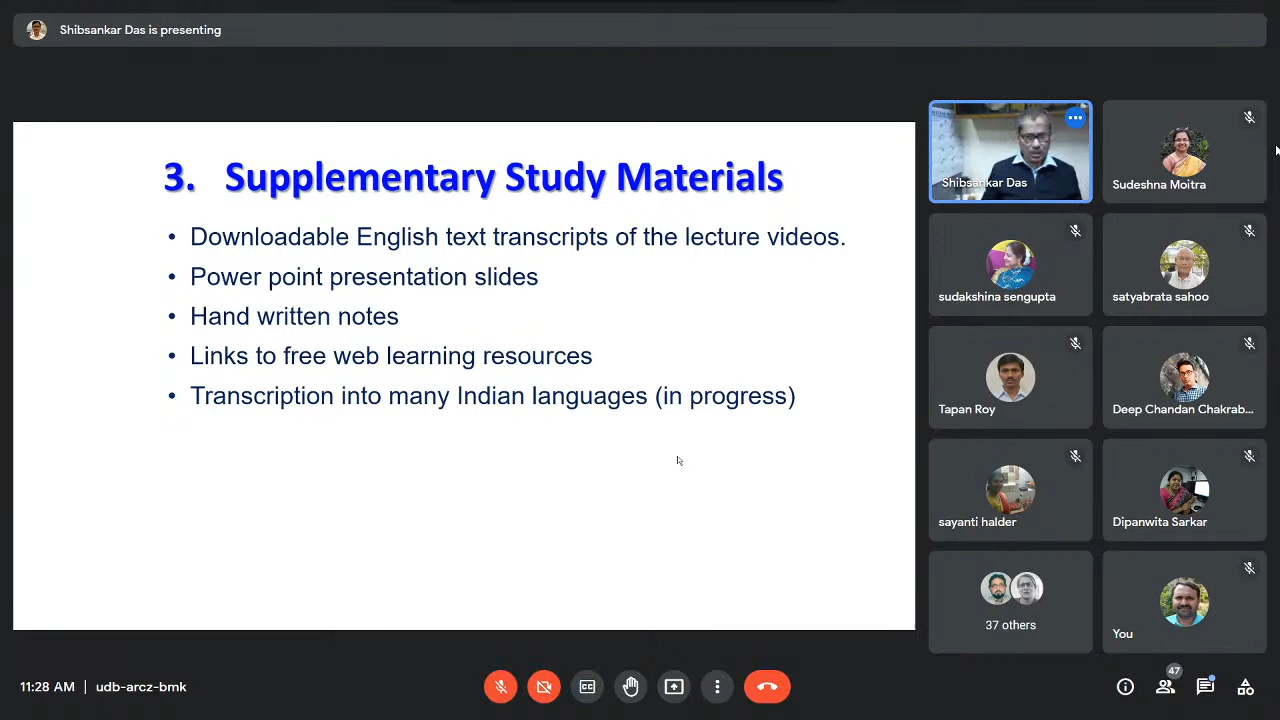 Shibsankar Das is presenting
3. Supplementary Study Materials
• Downloadable English text transcripts of the lecture videos.
• Power point presentation slides
• Hand written notes
• Links to free web learning resources
• Transcription into many Indian languages (in progress)
Shibsankar Das
Sudeshna Moitra
sudakshina sengupta
satyabrata sahoo
Tapan Roy
Deep Chandan Chakrab...
sayanti halder
Dipanwita Sarkar
37 others
You
11:28 AM | udb-arcz-bmk
CC
47